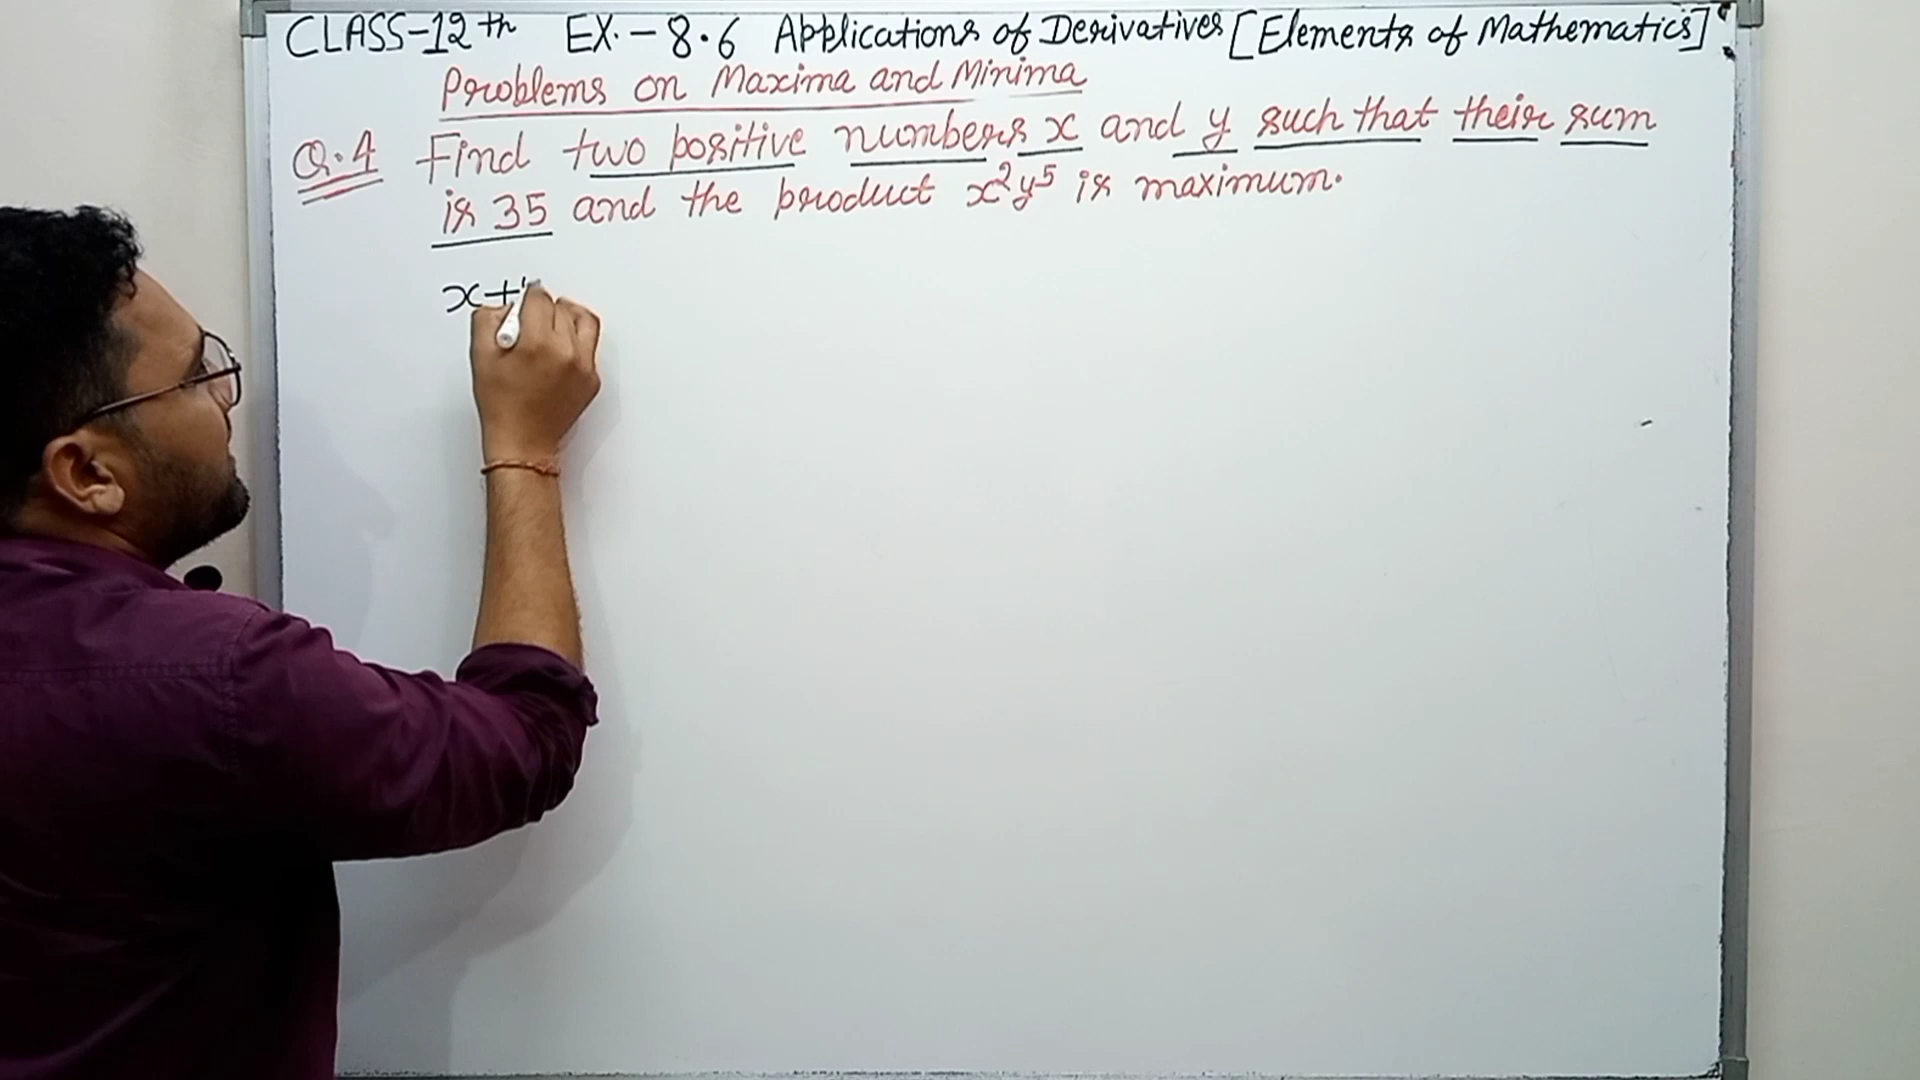 CLASS-12th EX.-8.6 Applications of Derivatives [Elements of Mathematics]
Problems on Maxima and Minima
Q.4 Find two positive numbers x and y such that their sum
is 35 and the product x²y⁵ is maximum.
x+